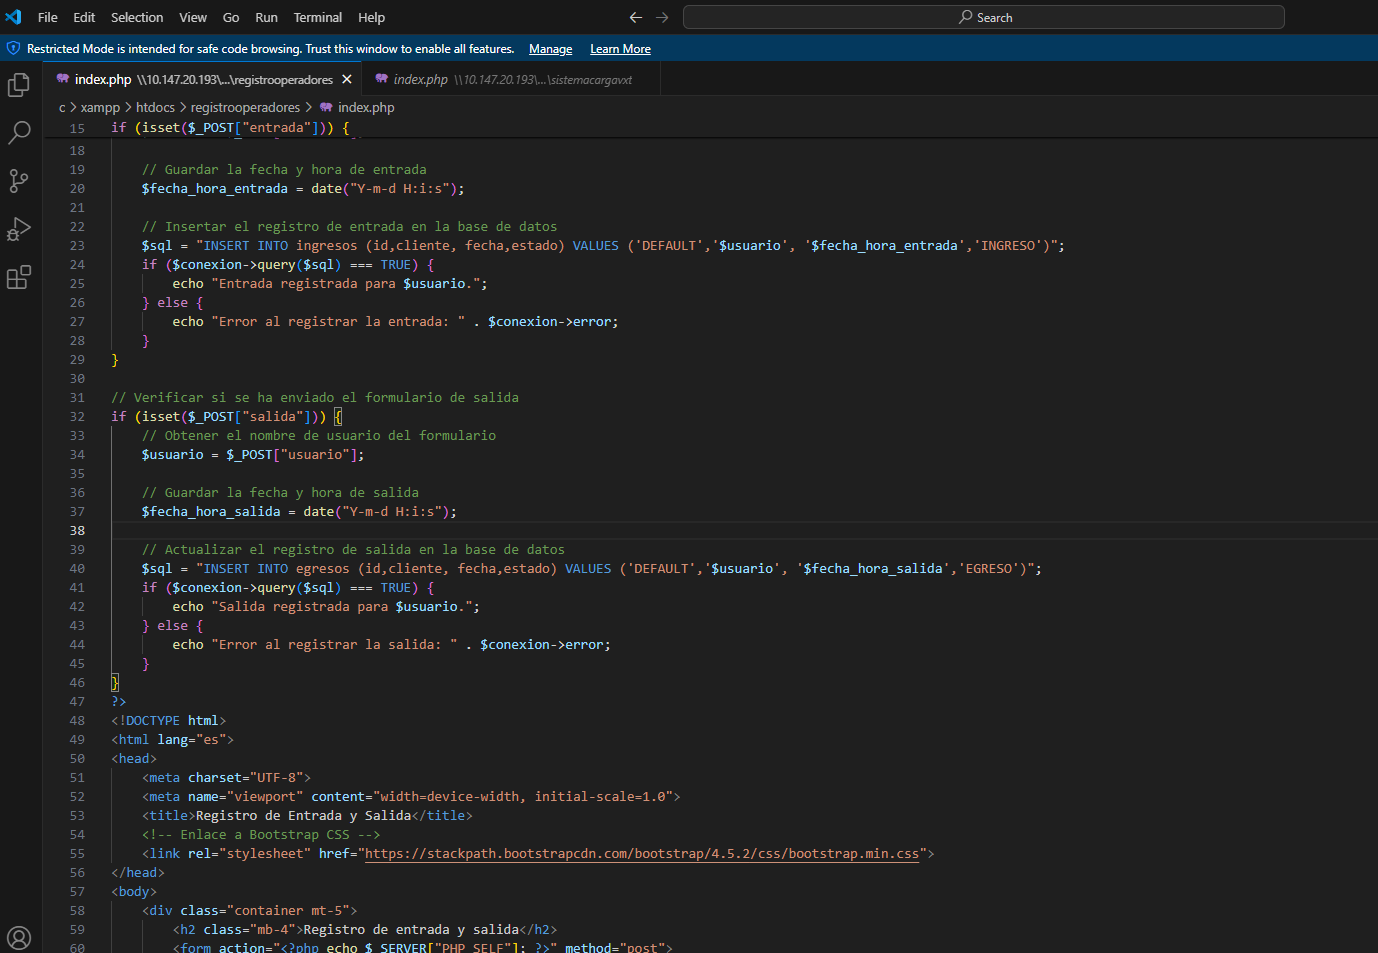 File Edit Selection View Go Run Terminal Help Search
Restricted Mode is intended for safe code browsing. Trust this window to enable all features. Manage Learn More
index.php \\10.147.20.193\...\registrooperadores index.php \\10.147.20.193\...\sistemacargavxt
c > xampp > htdocs > registrooperadores > index.php
15 if (isset($_POST["entrada"])) {
18
19 // Guardar la fecha y hora de entrada
20 $fecha_hora_entrada = date("Y-m-d H:i:s");
21
22 // Insertar el registro de entrada en la base de datos
23 $sql = "INSERT INTO ingresos (id,cliente, fecha,estado) VALUES ('DEFAULT','$usuario', '$fecha_hora_entrada','INGRESO')";
24 if ($conexion->query($sql) === TRUE) {
25 echo "Entrada registrada para $usuario.";
26 } else {
27 echo "Error al registrar la entrada: " . $conexion->error;
28 }
29 }
30
31 // Verificar si se ha enviado el formulario de salida
32 if (isset($_POST["salida"])) {
33 // Obtener el nombre de usuario del formulario
34 $usuario = $_POST["usuario"];
35
36 // Guardar la fecha y hora de salida
37 $fecha_hora_salida = date("Y-m-d H:i:s");
38
39 // Actualizar el registro de salida en la base de datos
40 $sql = "INSERT INTO egresos (id,cliente, fecha,estado) VALUES ('DEFAULT','$usuario', '$fecha_hora_salida','EGRESO')";
41 if ($conexion->query($sql) === TRUE) {
42 echo "Salida registrada para $usuario.";
43 } else {
44 echo "Error al registrar la salida: " . $conexion->error;
45 }
46 }
47 ?>
48 <!DOCTYPE html>
49 <html lang="es">
50 <head>
51 <meta charset="UTF-8">
52 <meta name="viewport" content="width=device-width, initial-scale=1.0">
53 <title>Registro de Entrada y Salida</title>
54 <!-- Enlace a Bootstrap CSS -->
55 <link rel="stylesheet" href="https://stackpath.bootstrapcdn.com/bootstrap/4.5.2/css/bootstrap.min.css">
56 </head>
57 <body>
58 <div class="container mt-5">
59 <h2 class="mb-4">Registro de entrada y salida</h2>
60 <form action="<?php echo $_SERVER["PHP_SELF"]; ?>" method="post">